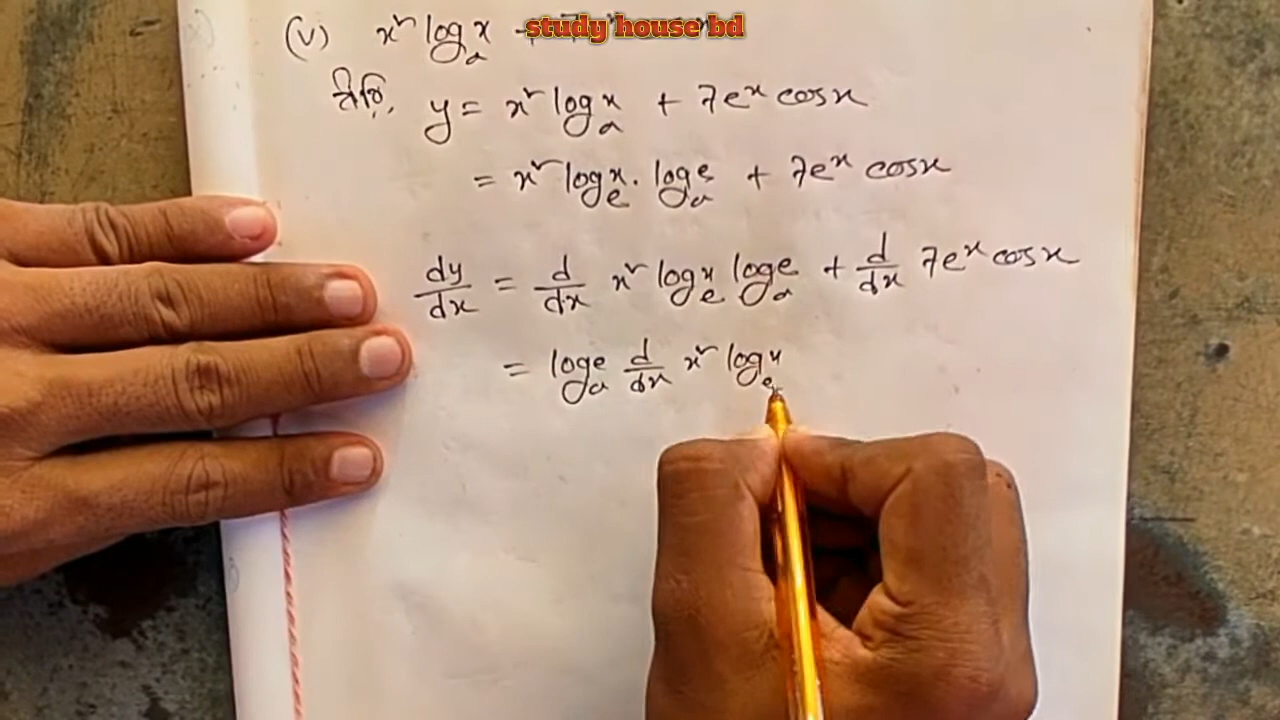 study house bd
(v) x² logₐx +
ধরি, y = x² logₐx + 7eˣ cosx
= x² logₑx . logₐe + 7eˣ cosx
dy/dx = d/dx x² logₑx logₐe + d/dx 7eˣ cosx
= logₐe d/dx x² logₑx